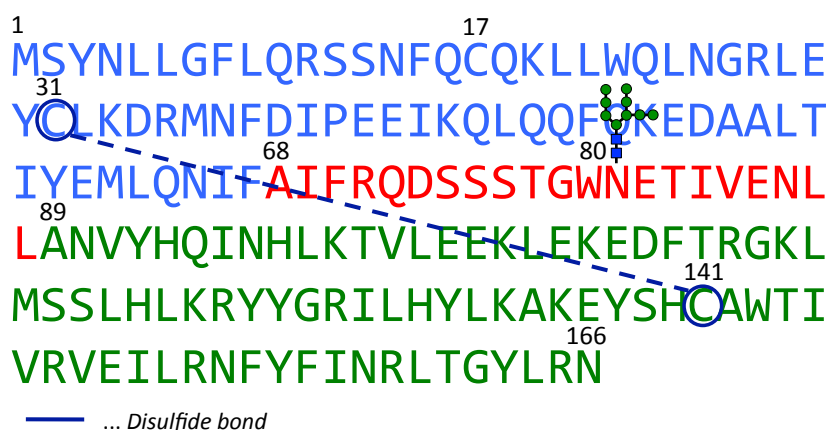 1 17
MSYNLLGFLQRSSNFQCQKLLWQLNGRLE
31
YCLKDRMNFDIPEEIKQLQQFQKEDAALT
68 80
IYEMLQNIFAIFRQDSSSTGWNETIVENL
89
LANVYHQINHLKTVLEEKLEKEDFTRGKL
141
MSSLHLKRYYGRILHYLKAKEYSHCAWTI
166
VRVEILRNFYFINRLTGYLRN
... Disulfide bond